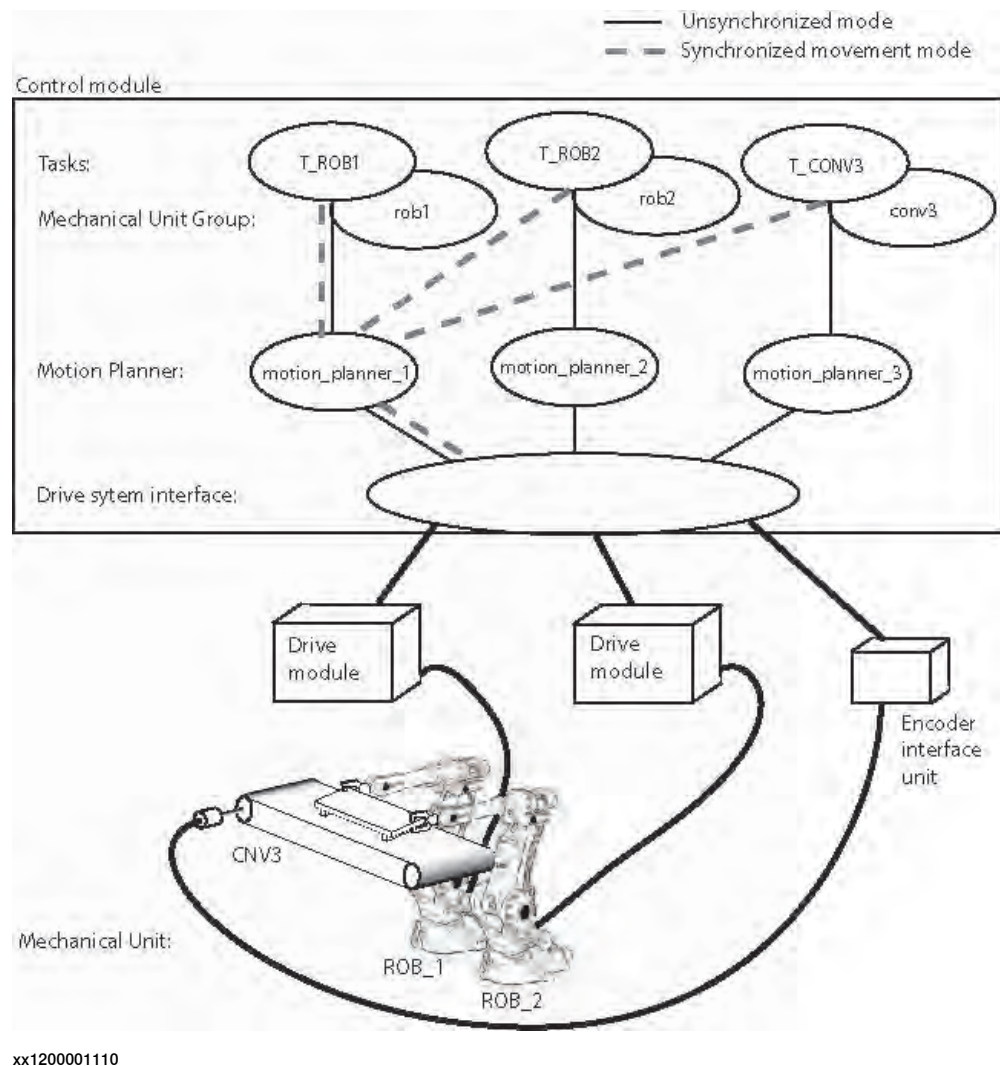 Unsynchronized mode
Synchronized movement mode
Control module
Tasks:
T_ROB1
T_ROB2
T_CONV3
rob1
rob2
conv3
Mechanical Unit Group:
Motion Planner:
motion_planner_1
motion_planner_2
motion_planner_3
Drive sytem interface:
Drive
module
Drive
module
Encoder
interface
unit
CNV3
Mechanical Unit:
ROB_1
ROB_2
xx1200001110